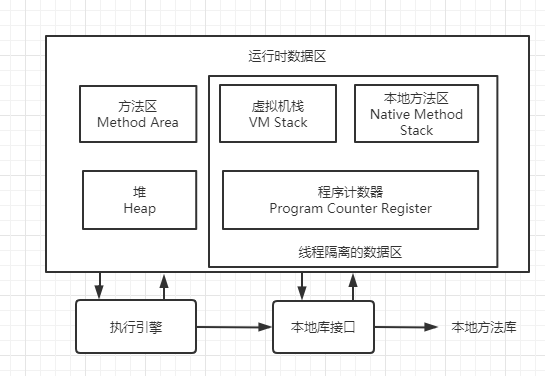 运行时数据区
方法区
Method Area
虚拟机栈
VM Stack
本地方法区
Native Method
Stack
堆
Heap
程序计数器
Program Counter Register
线程隔离的数据区
执行引擎
本地库接口
本地方法库